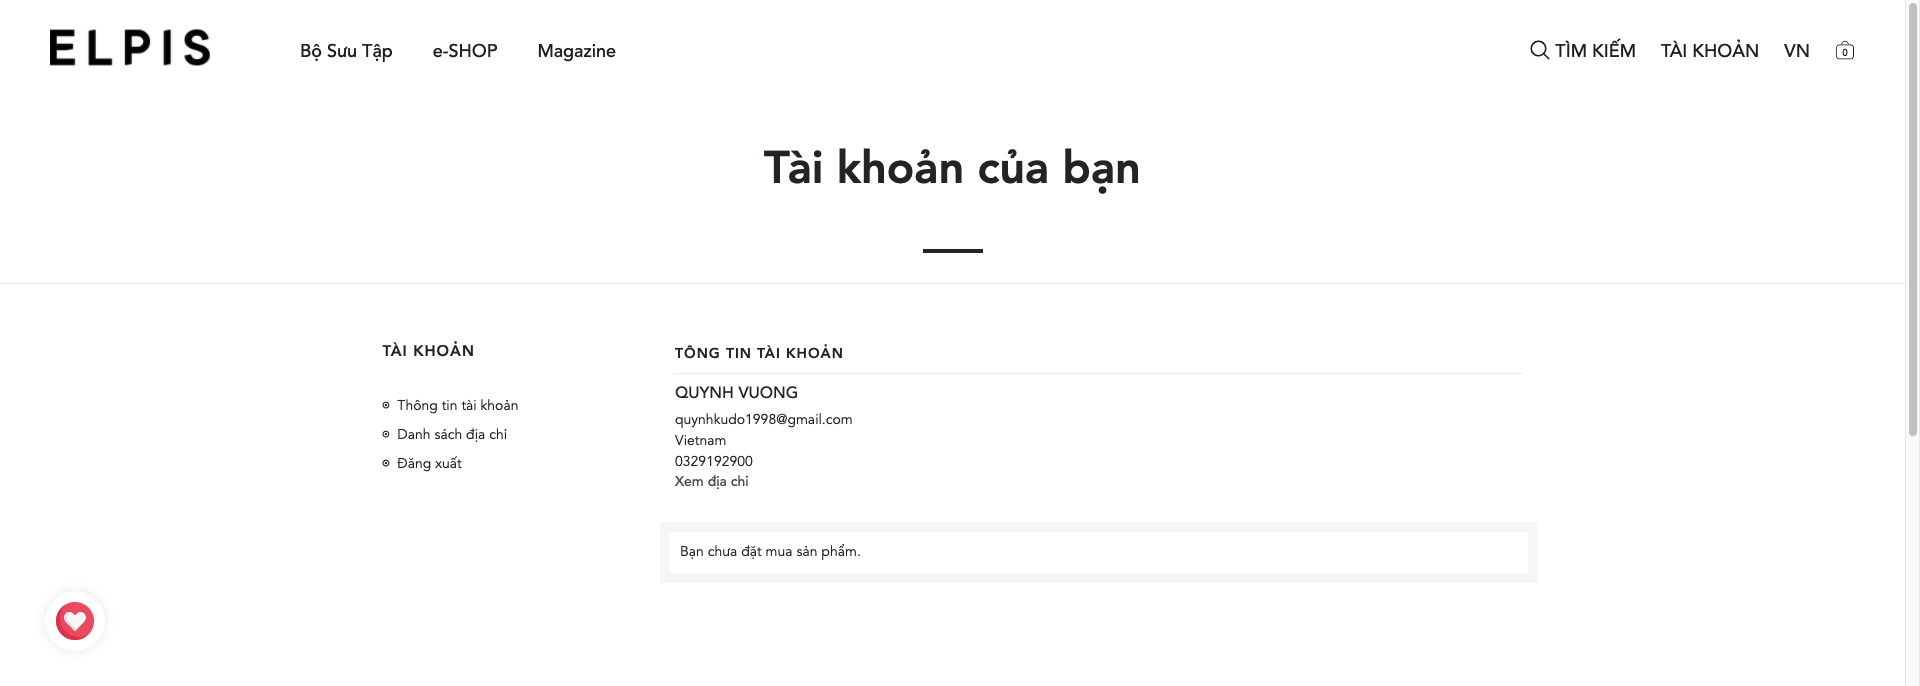 ELPIS
Bộ Sưu Tập e-SHOP Magazine
TÌM KIẾM TÀI KHOẢN VN 0
Tài khoản của bạn
TÀI KHOẢN
Thông tin tài khoản
Danh sách địa chỉ
Đăng xuất
TÔNG TIN TÀI KHOẢN
QUYNH VUONG
quynhkudo1998@gmail.com
Vietnam
0329192900
Xem địa chỉ
Bạn chưa đặt mua sản phẩm.